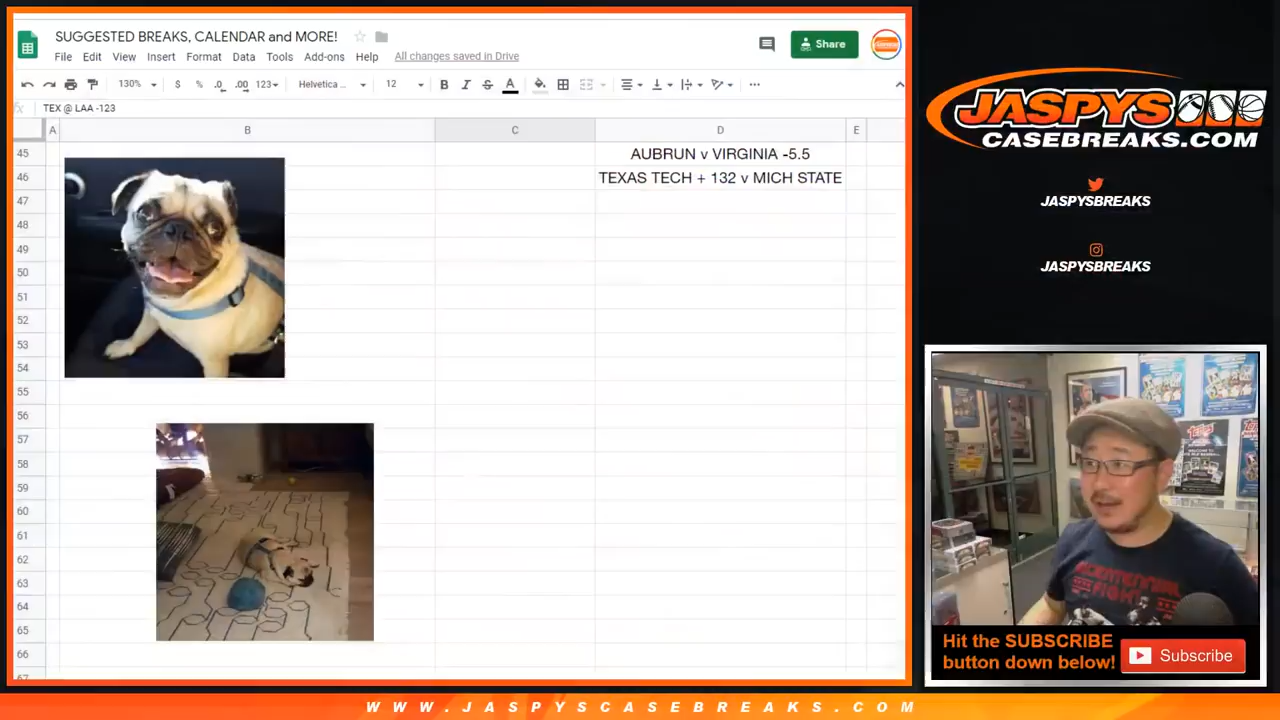 SUGGESTED BREAKS, CALENDAR and MORE!
File Edit View Insert Format Data Tools Add-ons Help All changes saved in Drive
Share
130% $ % .0 .00 123 Helvetica ... 12 B I S A
fx TEX @ LAA -123
A B C D E
45 AUBRUN v VIRGINIA -5.5
46 TEXAS TECH + 132 v MICH STATE
47
48
49
50
51
52
53
54
55
56
57
58
59
60
61
62
63
64
65
66
67
JASPYS
CASEBREAKS.COM
JASPYSBREAKS
JASPYSBREAKS
BICENTENNIAL
FIGHT
Hit the SUBSCRIBE
button down below!
Subscribe
WWW.JASPYSCASEBREAKS.COM